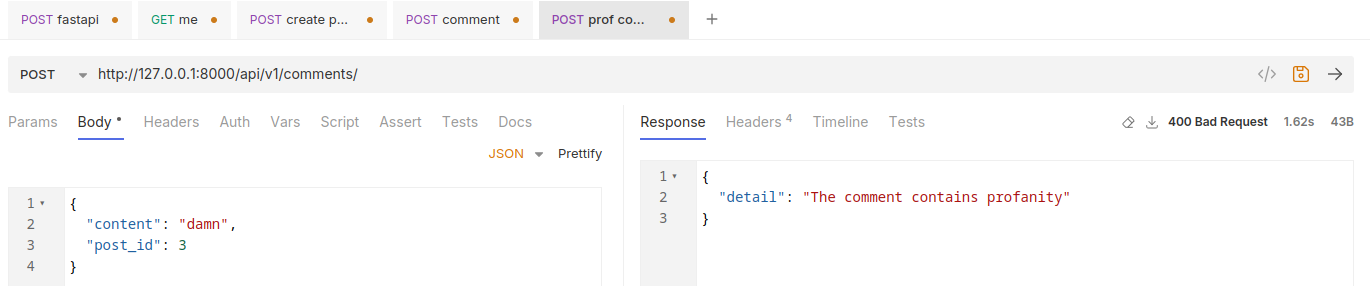 POST fastapi GET me POST create p... POST comment POST prof co... +
POST http://127.0.0.1:8000/api/v1/comments/ </>
Params Body Headers Auth Vars Script Assert Tests Docs
Response Headers 4 Timeline Tests 400 Bad Request 1.62s 43B
JSON Prettify
1 {
2 "content": "damn",
3 "post_id": 3
4 }
1 {
2 "detail": "The comment contains profanity"
3 }